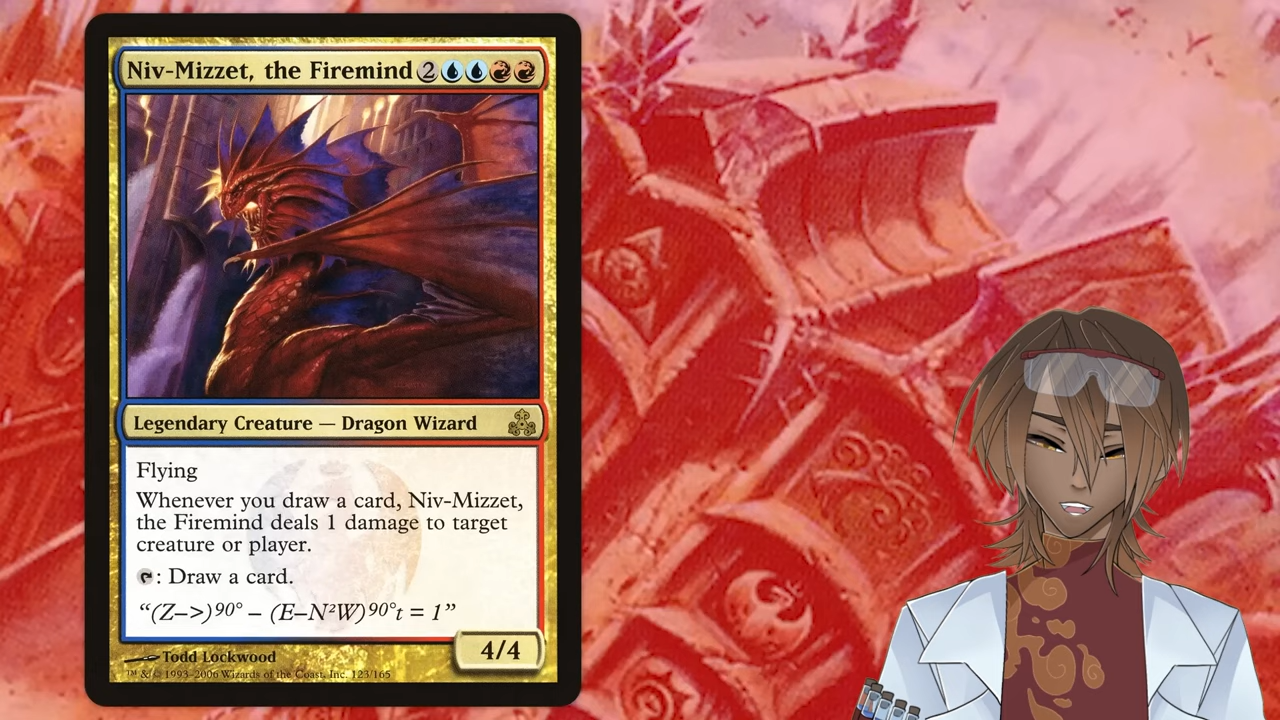 Niv-Mizzet, the Firemind 2
Legendary Creature — Dragon Wizard
Flying
Whenever you draw a card, Niv-Mizzet,
the Firemind deals 1 damage to target
creature or player.
: Draw a card.
“(Z–>)90° – (E–N²W)90°t = 1”
4/4
Todd Lockwood
™ & © 1993–2006 Wizards of the Coast, Inc. 123/165